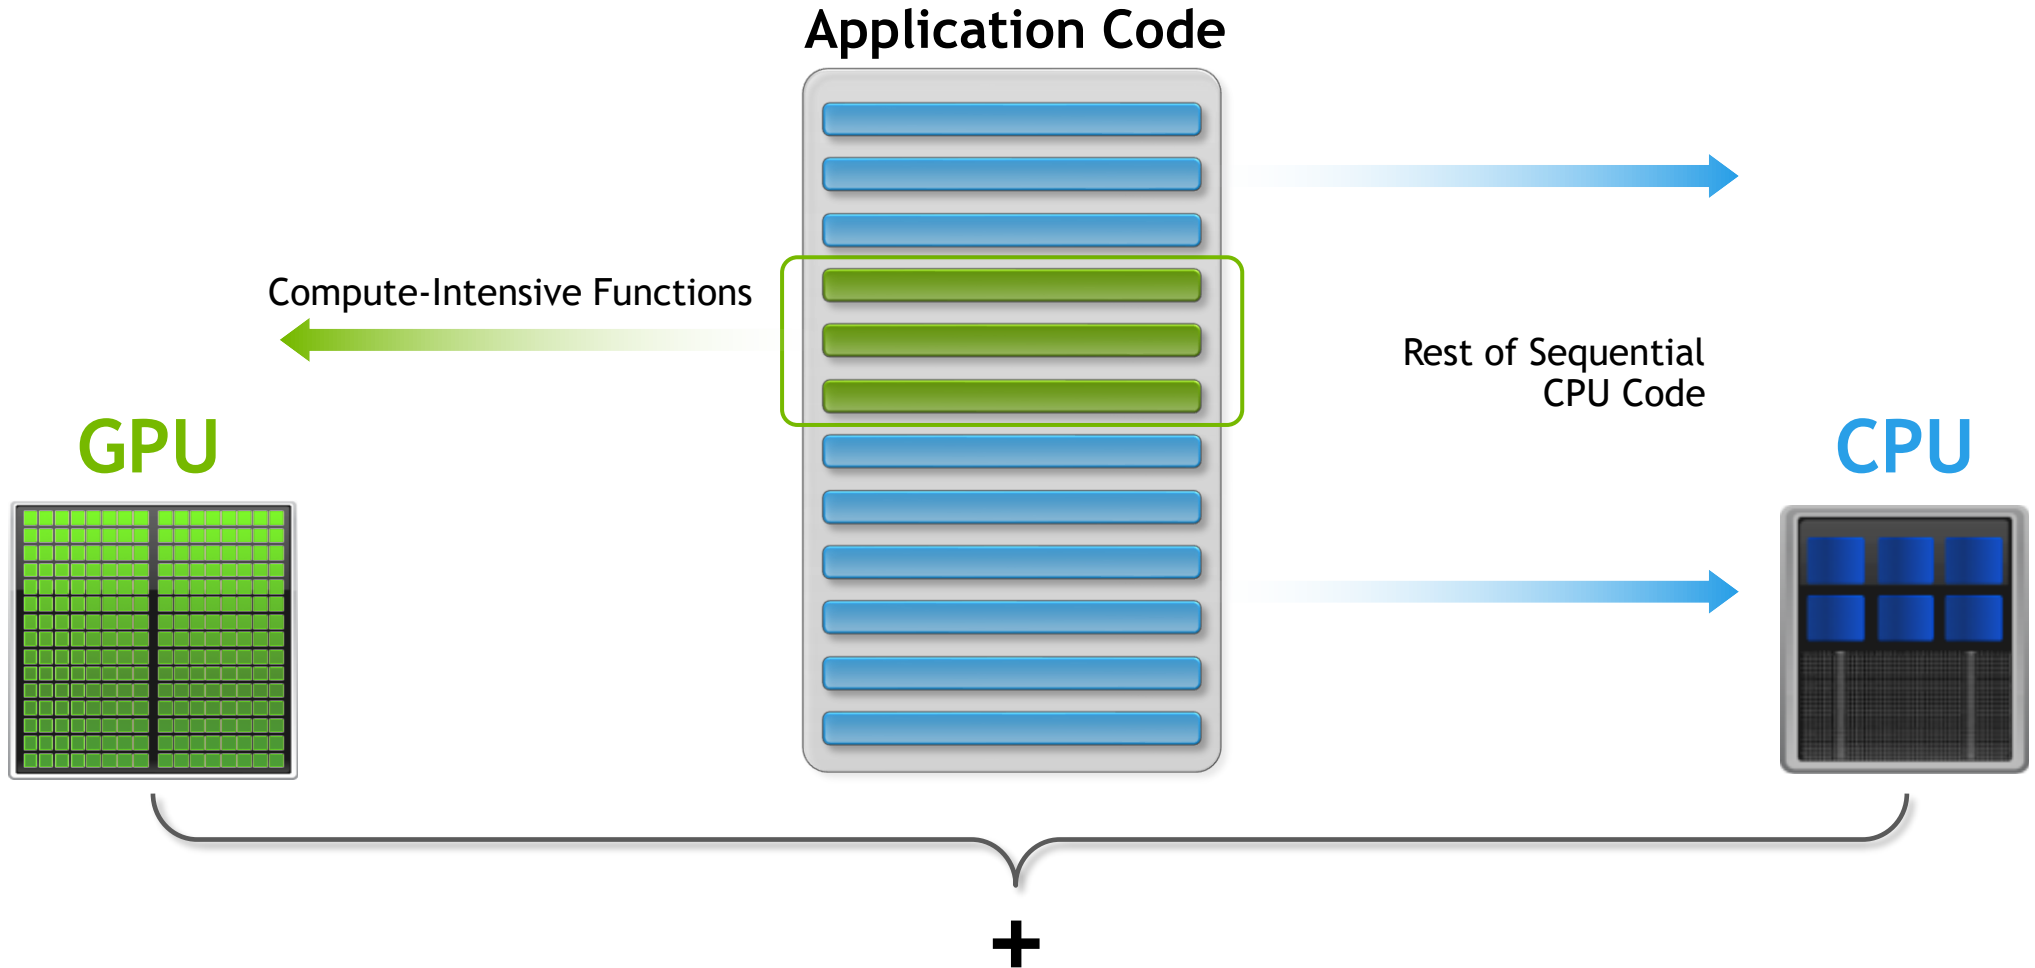 Application Code
Compute-Intensive Functions
Rest of Sequential
CPU Code
GPU
CPU
+